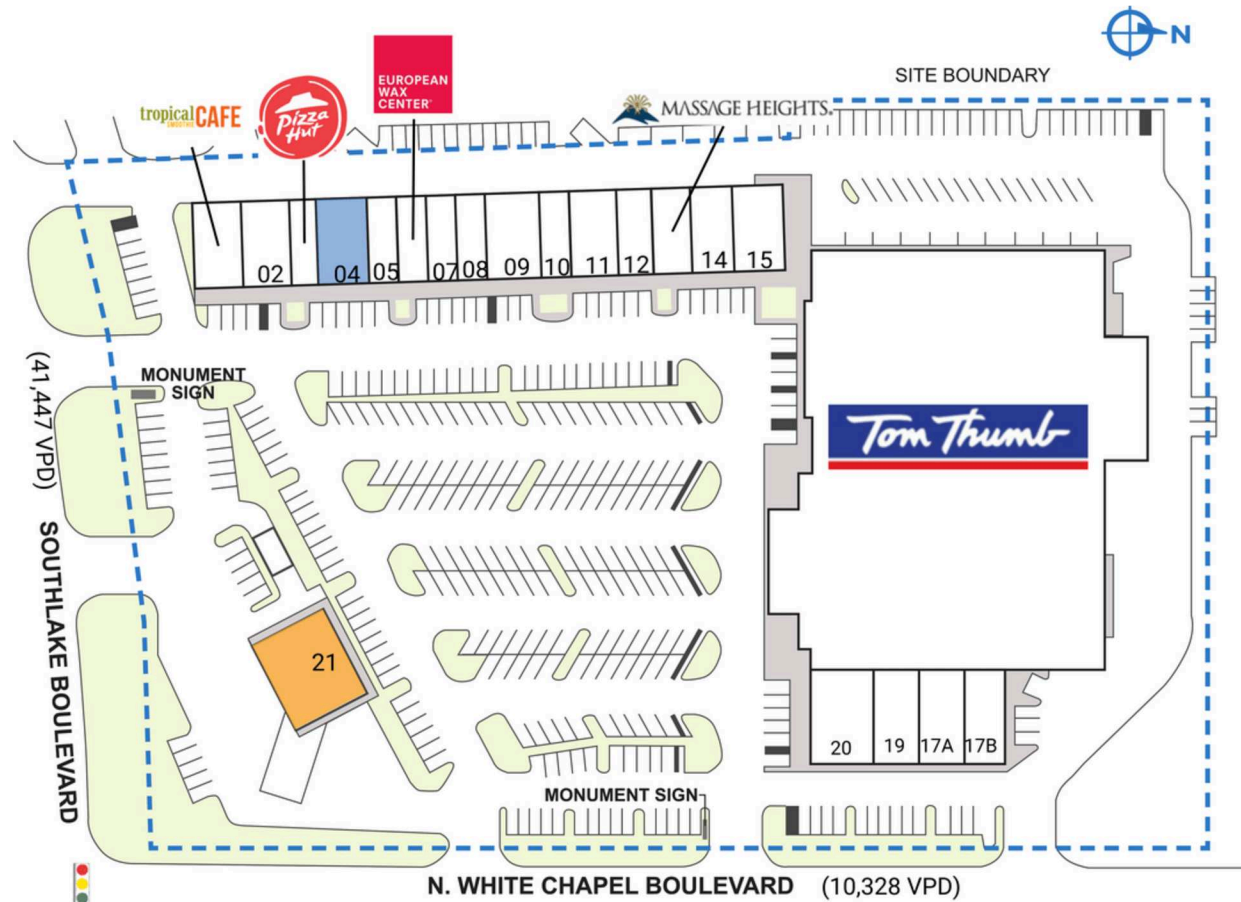 N
SITE BOUNDARY
EUROPEAN
WAX
CENTER
tropical CAFE
SMOOTHIE
Pizza
Hut
MASSAGE HEIGHTS.
02
04
05
07
08
09
10
11
12
14
15
MONUMENT
SIGN
(41,447 VPD)
SOUTHLAKE BOULEVARD
Tom Thumb
21
20
19
17A
17B
MONUMENT SIGN
N. WHITE CHAPEL BOULEVARD (10,328 VPD)